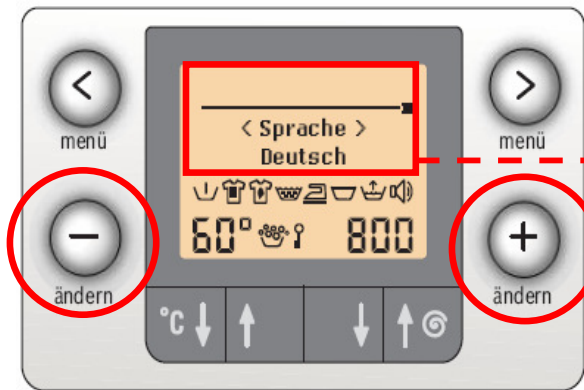 <
>
menü
menü
< Sprache >
Deutsch
−
+
60°
800
ändern
ändern
°C